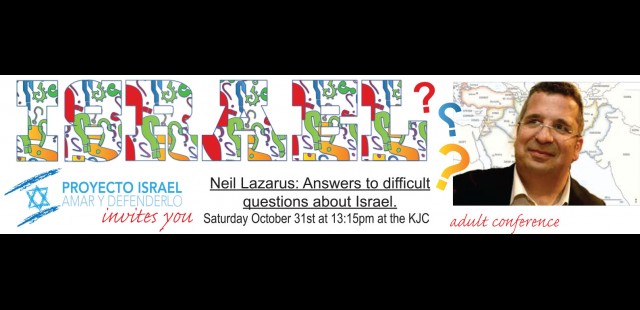 ISRAEL???
PROYECTO ISRAEL
AMAR Y DEFENDERLO
invites you
Neil Lazarus: Answers to difficult
questions about Israel.
Saturday October 31st at 13:15pm at the KJC
adult conference